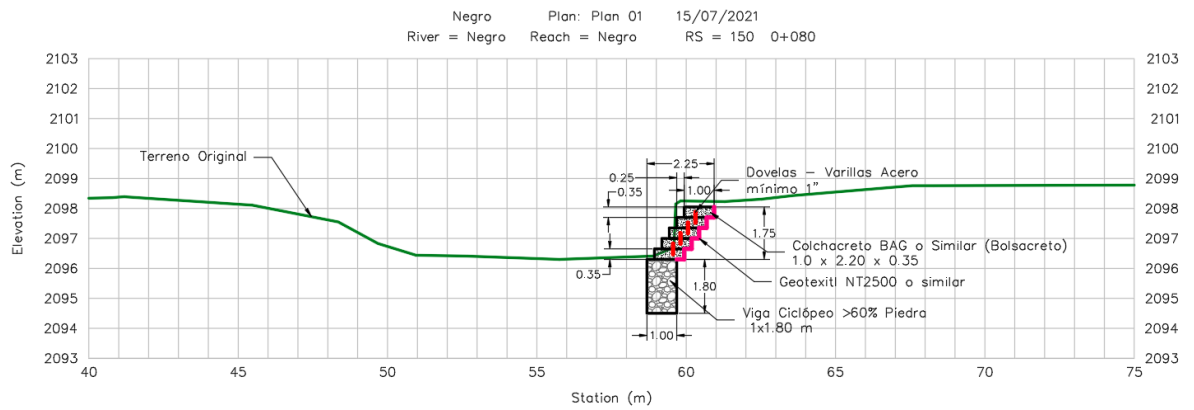 Negro Plan: Plan 01 15/07/2021
River = Negro Reach = Negro RS = 150 0+080
2103 2103
2102 2102
2101 2101
2100 2100
2099 2099
2098 2098
2097 2097
2096 2096
2095 2095
2094 2094
2093 2093
Elevation (m)
Terreno Original
2.25
0.25
1.00
0.35
0.35
1.75
1.80
1.00
Dovelas – Varillas Acero
mínimo 1"
Colchacreto BAG o Similar (Bolsacreto)
1.0 x 2.20 x 0.35
Geotexitl NT2500 o similar
Viga Ciclópeo >60% Piedra
1x1.80 m
40 45 50 55 60 65 70 75
Station (m)